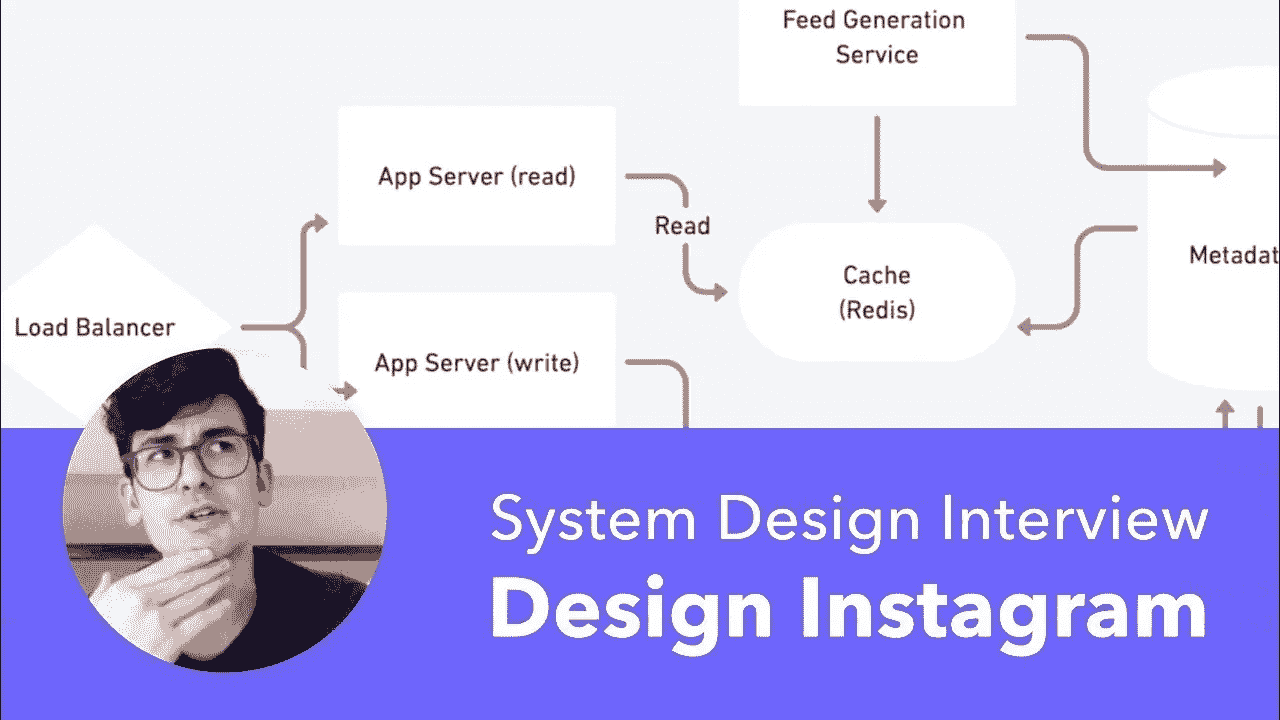 Feed Generation
Service
App Server (read)
Read
Cache
(Redis)
Metadat
Load Balancer
App Server (write)
System Design Interview
Design Instagram